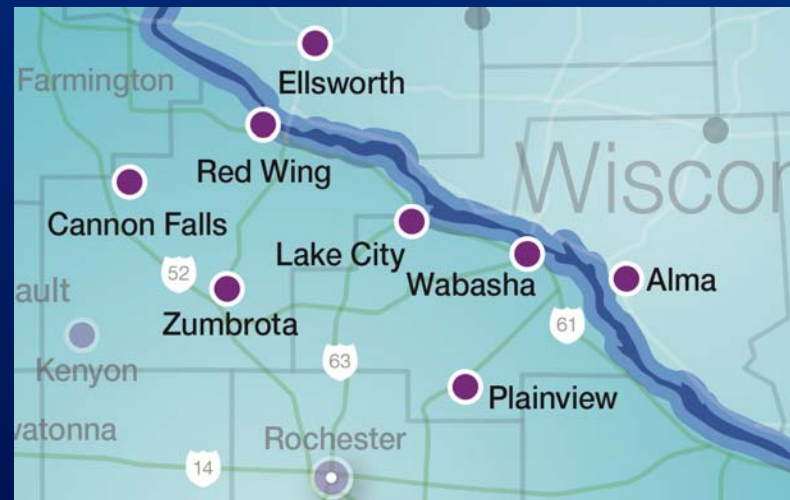 Ellsworth
Farmington
Red Wing
Wiscon
Cannon Falls
Lake City
52
Wabasha
Alma
ault
Zumbrota
61
Kenyon
63
Plainview
vatonna
Rochester
14